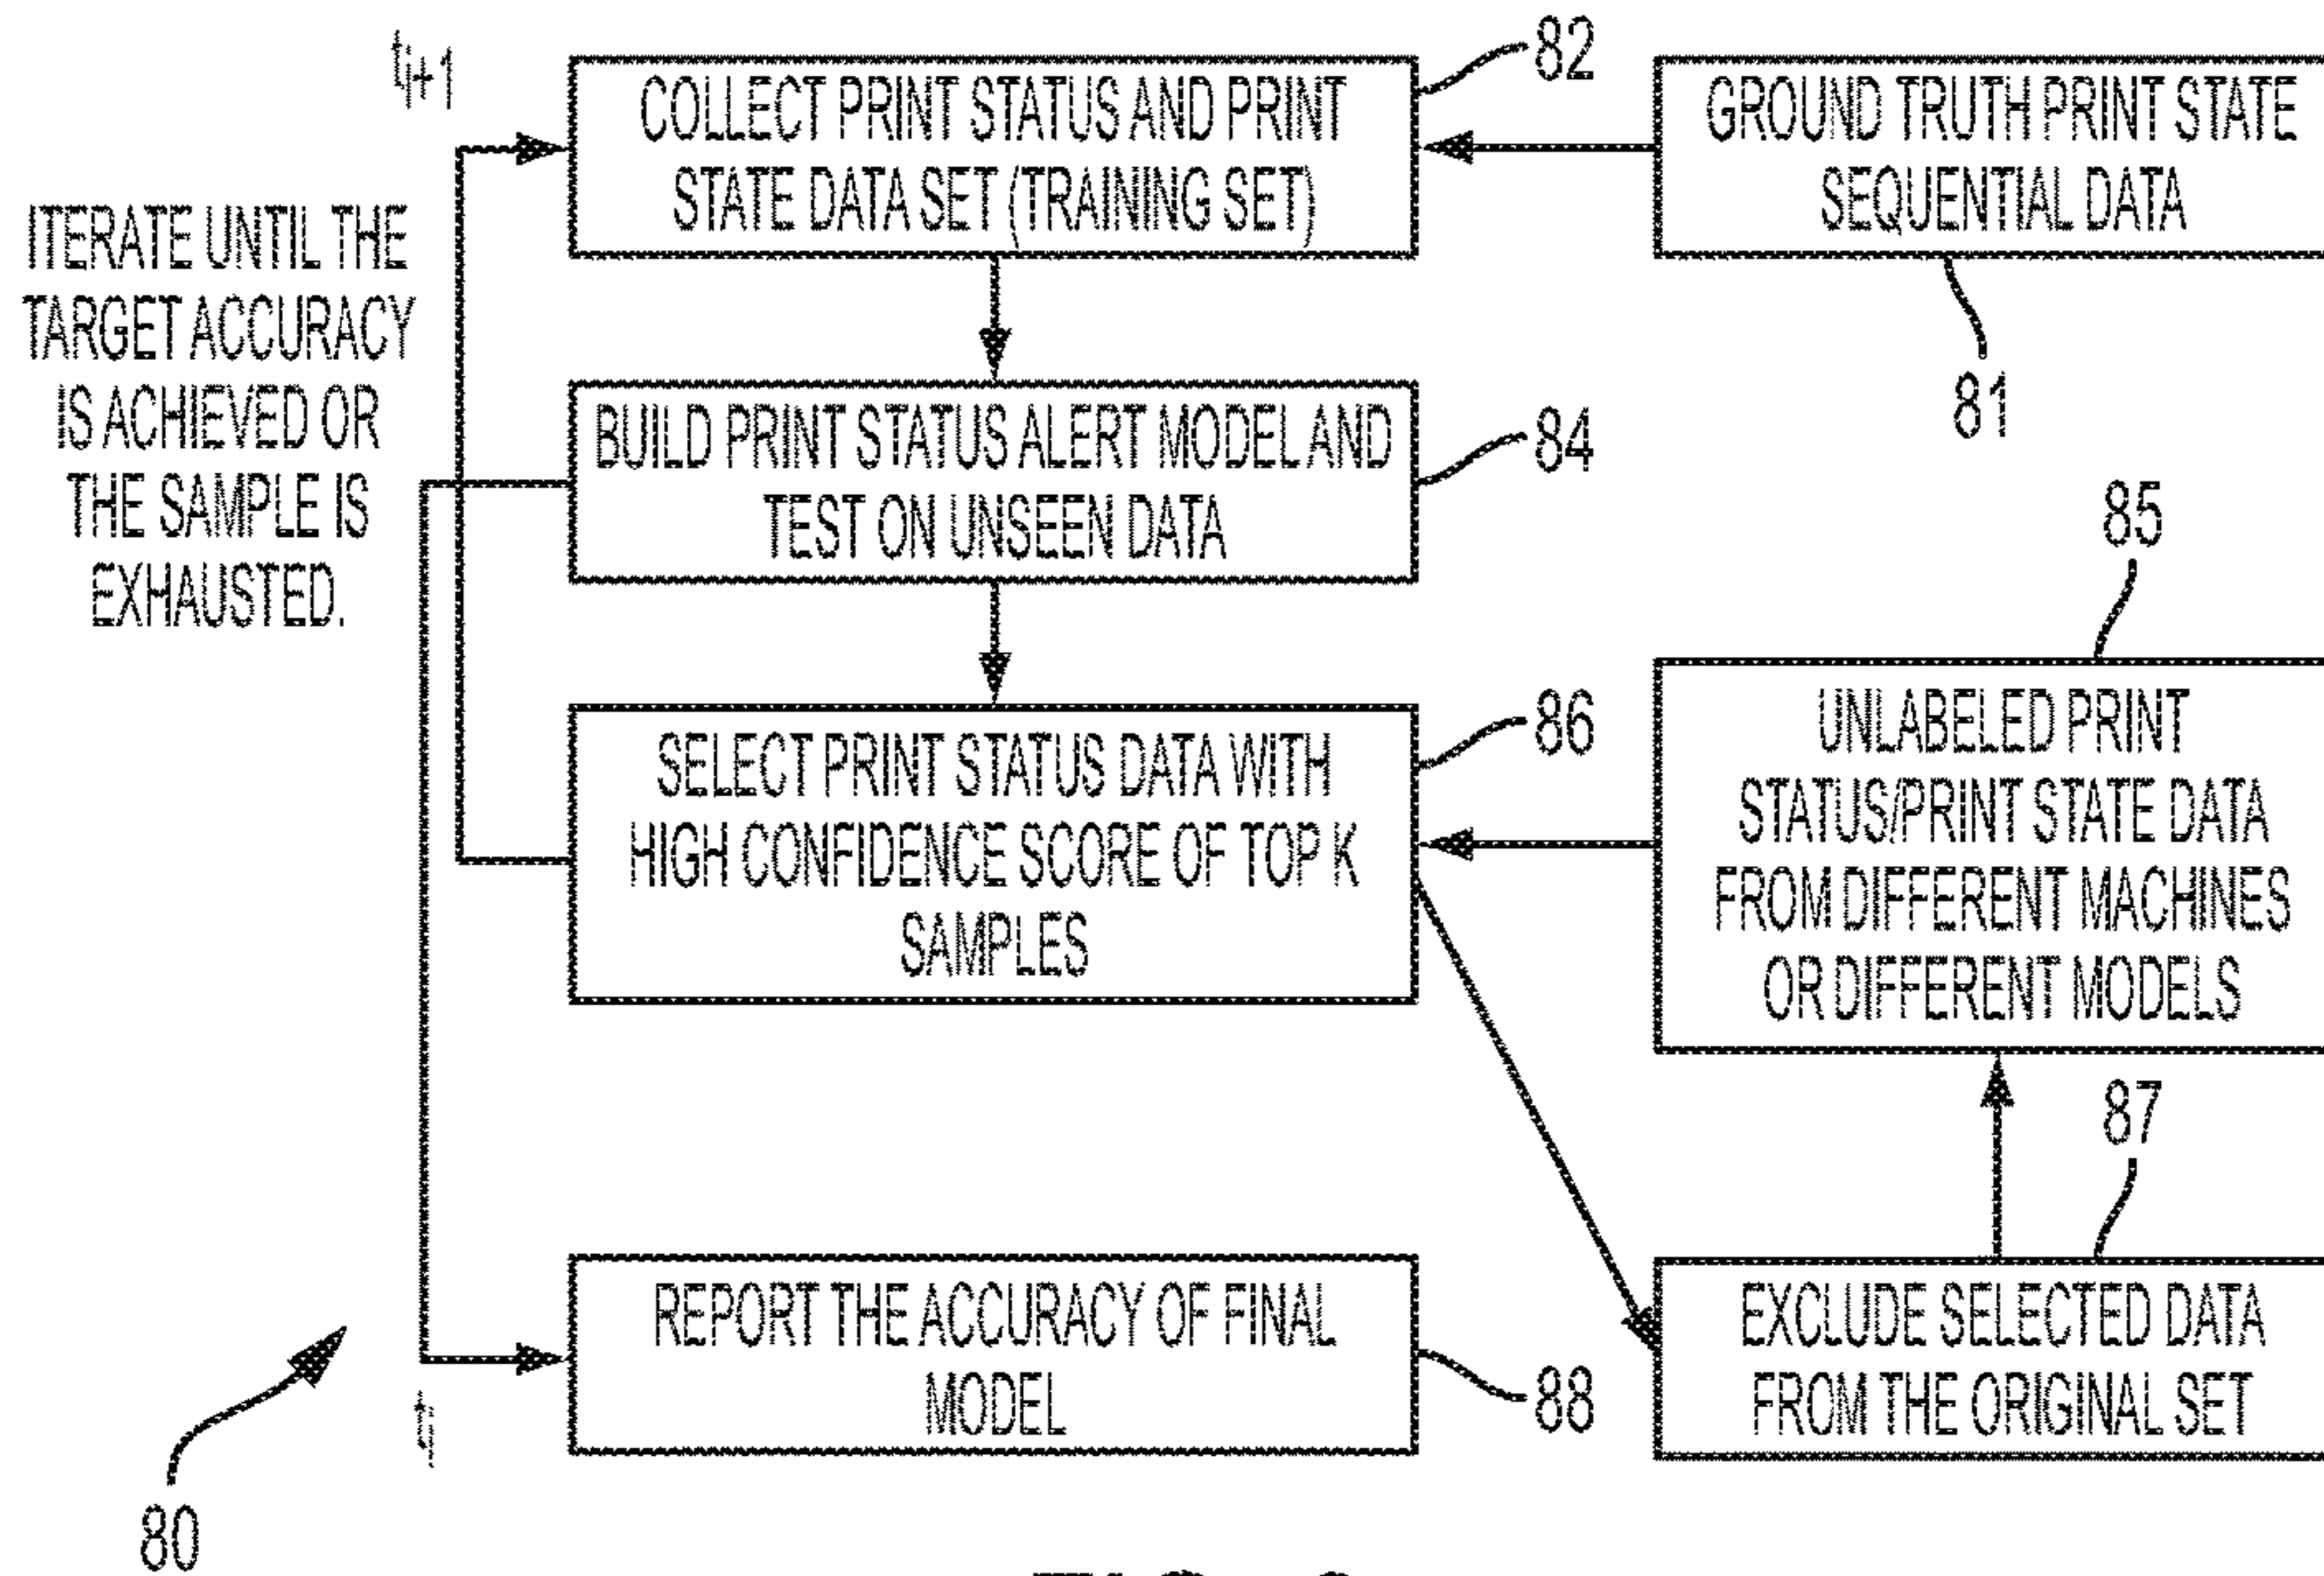 t_{i+1}
ITERATE UNTIL THE
TARGET ACCURACY
IS ACHIEVED OR
THE SAMPLE IS
EXHAUSTED.
COLLECT PRINT STATUS AND PRINT
STATE DATA SET (TRAINING SET)
82
GROUND TRUTH PRINT STATE
SEQUENTIAL DATA
81
BUILD PRINT STATUS ALERT MODEL AND
TEST ON UNSEEN DATA
84
85
SELECT PRINT STATUS DATA WITH
HIGH CONFIDENCE SCORE OF TOP K
SAMPLES
86
UNLABELED PRINT
STATUS/PRINT STATE DATA
FROM DIFFERENT MACHINES
OR DIFFERENT MODELS
87
REPORT THE ACCURACY OF FINAL
MODEL
88
EXCLUDE SELECTED DATA
FROM THE ORIGINAL SET
t_i
80